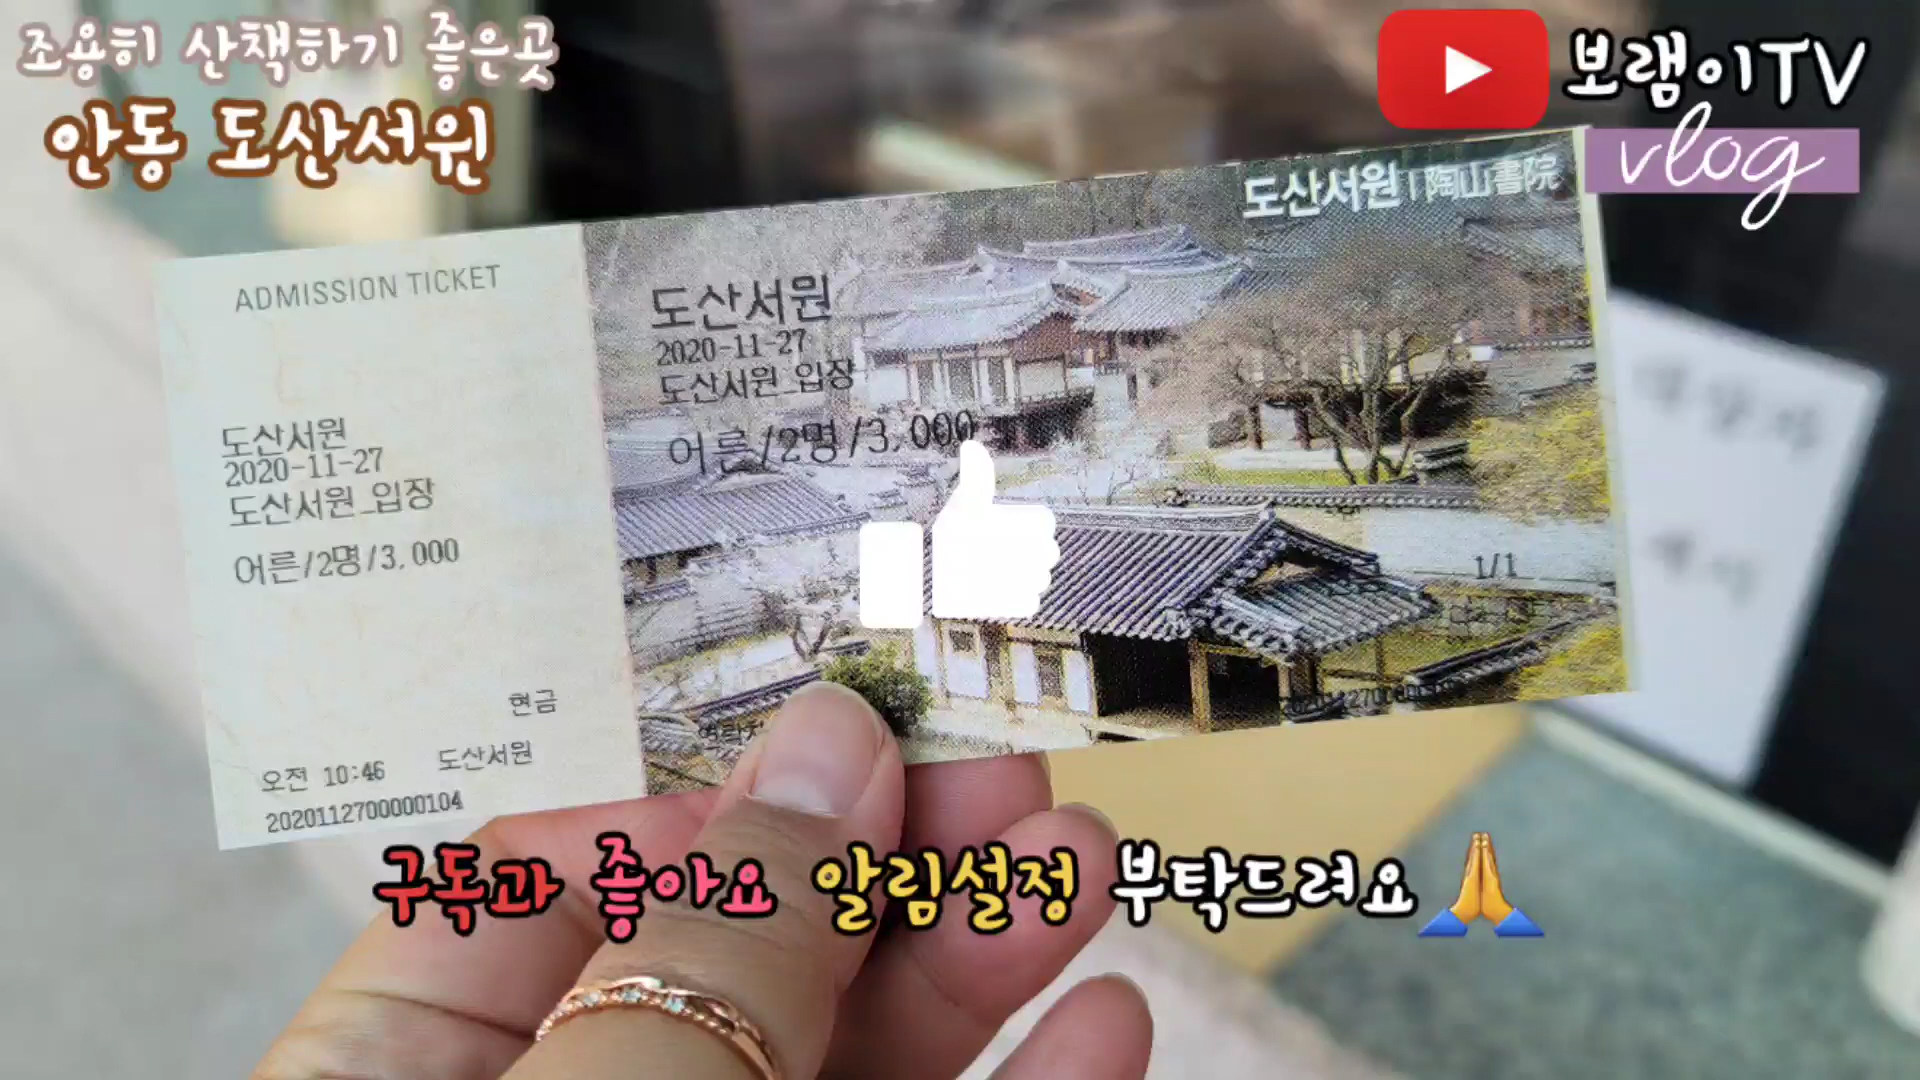 조용히 산책하기 좋은곳
안동 도산서원
보램이TV
vlog
ADMISSION TICKET
도산서원
2020-11-27
도산서원_입장
어른/2명/3,000
현금
오전 10:46 도산서원
2020112700000104
도산서원 | 陶山書院
도산서원
2020-11-27
도산서원_입장
어른/2명/3,000
1/1
구독과 좋아요 알림설정 부탁드려요